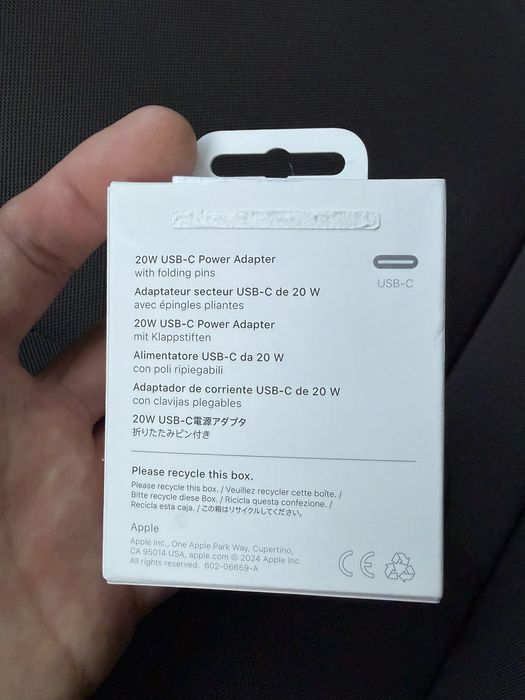 20W USB-C Power Adapter
with folding pins
USB-C
Adaptateur secteur USB-C de 20 W
avec épingles pliantes
20W USB-C Power Adapter
mit Klappstiften
Alimentatore USB-C da 20 W
con poli ripiegabili
Adaptador de corriente USB-C de 20 W
con clavijas plegables
20W USB-C電源アダプタ
折りたたみピン付き
Please recycle this box.
Please recycle this box. / Veuillez recycler cette boîte. /
Bitte recycle diese Box. / Ricicla questa confezione. /
Recicla esta caja. / この箱はリサイクルしてください。
Apple
Apple Inc., One Apple Park Way, Cupertino,
CA 95014 USA, apple.com © 2024 Apple Inc.
All rights reserved. 602-06659-A
CE